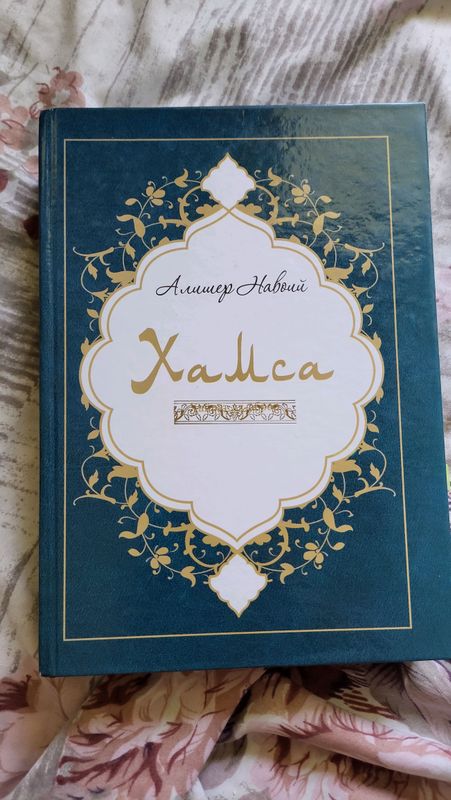 Алишер Навоий
Хамса